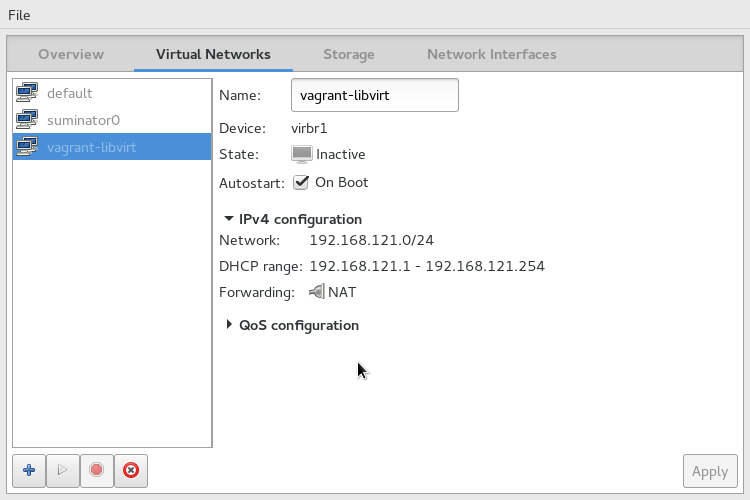 File
Overview Virtual Networks Storage Network Interfaces
default
suminator0
vagrant-libvirt
Name: vagrant-libvirt
Device: virbr1
State: Inactive
Autostart: On Boot
IPv4 configuration
Network: 192.168.121.0/24
DHCP range: 192.168.121.1 - 192.168.121.254
Forwarding: NAT
QoS configuration
Apply